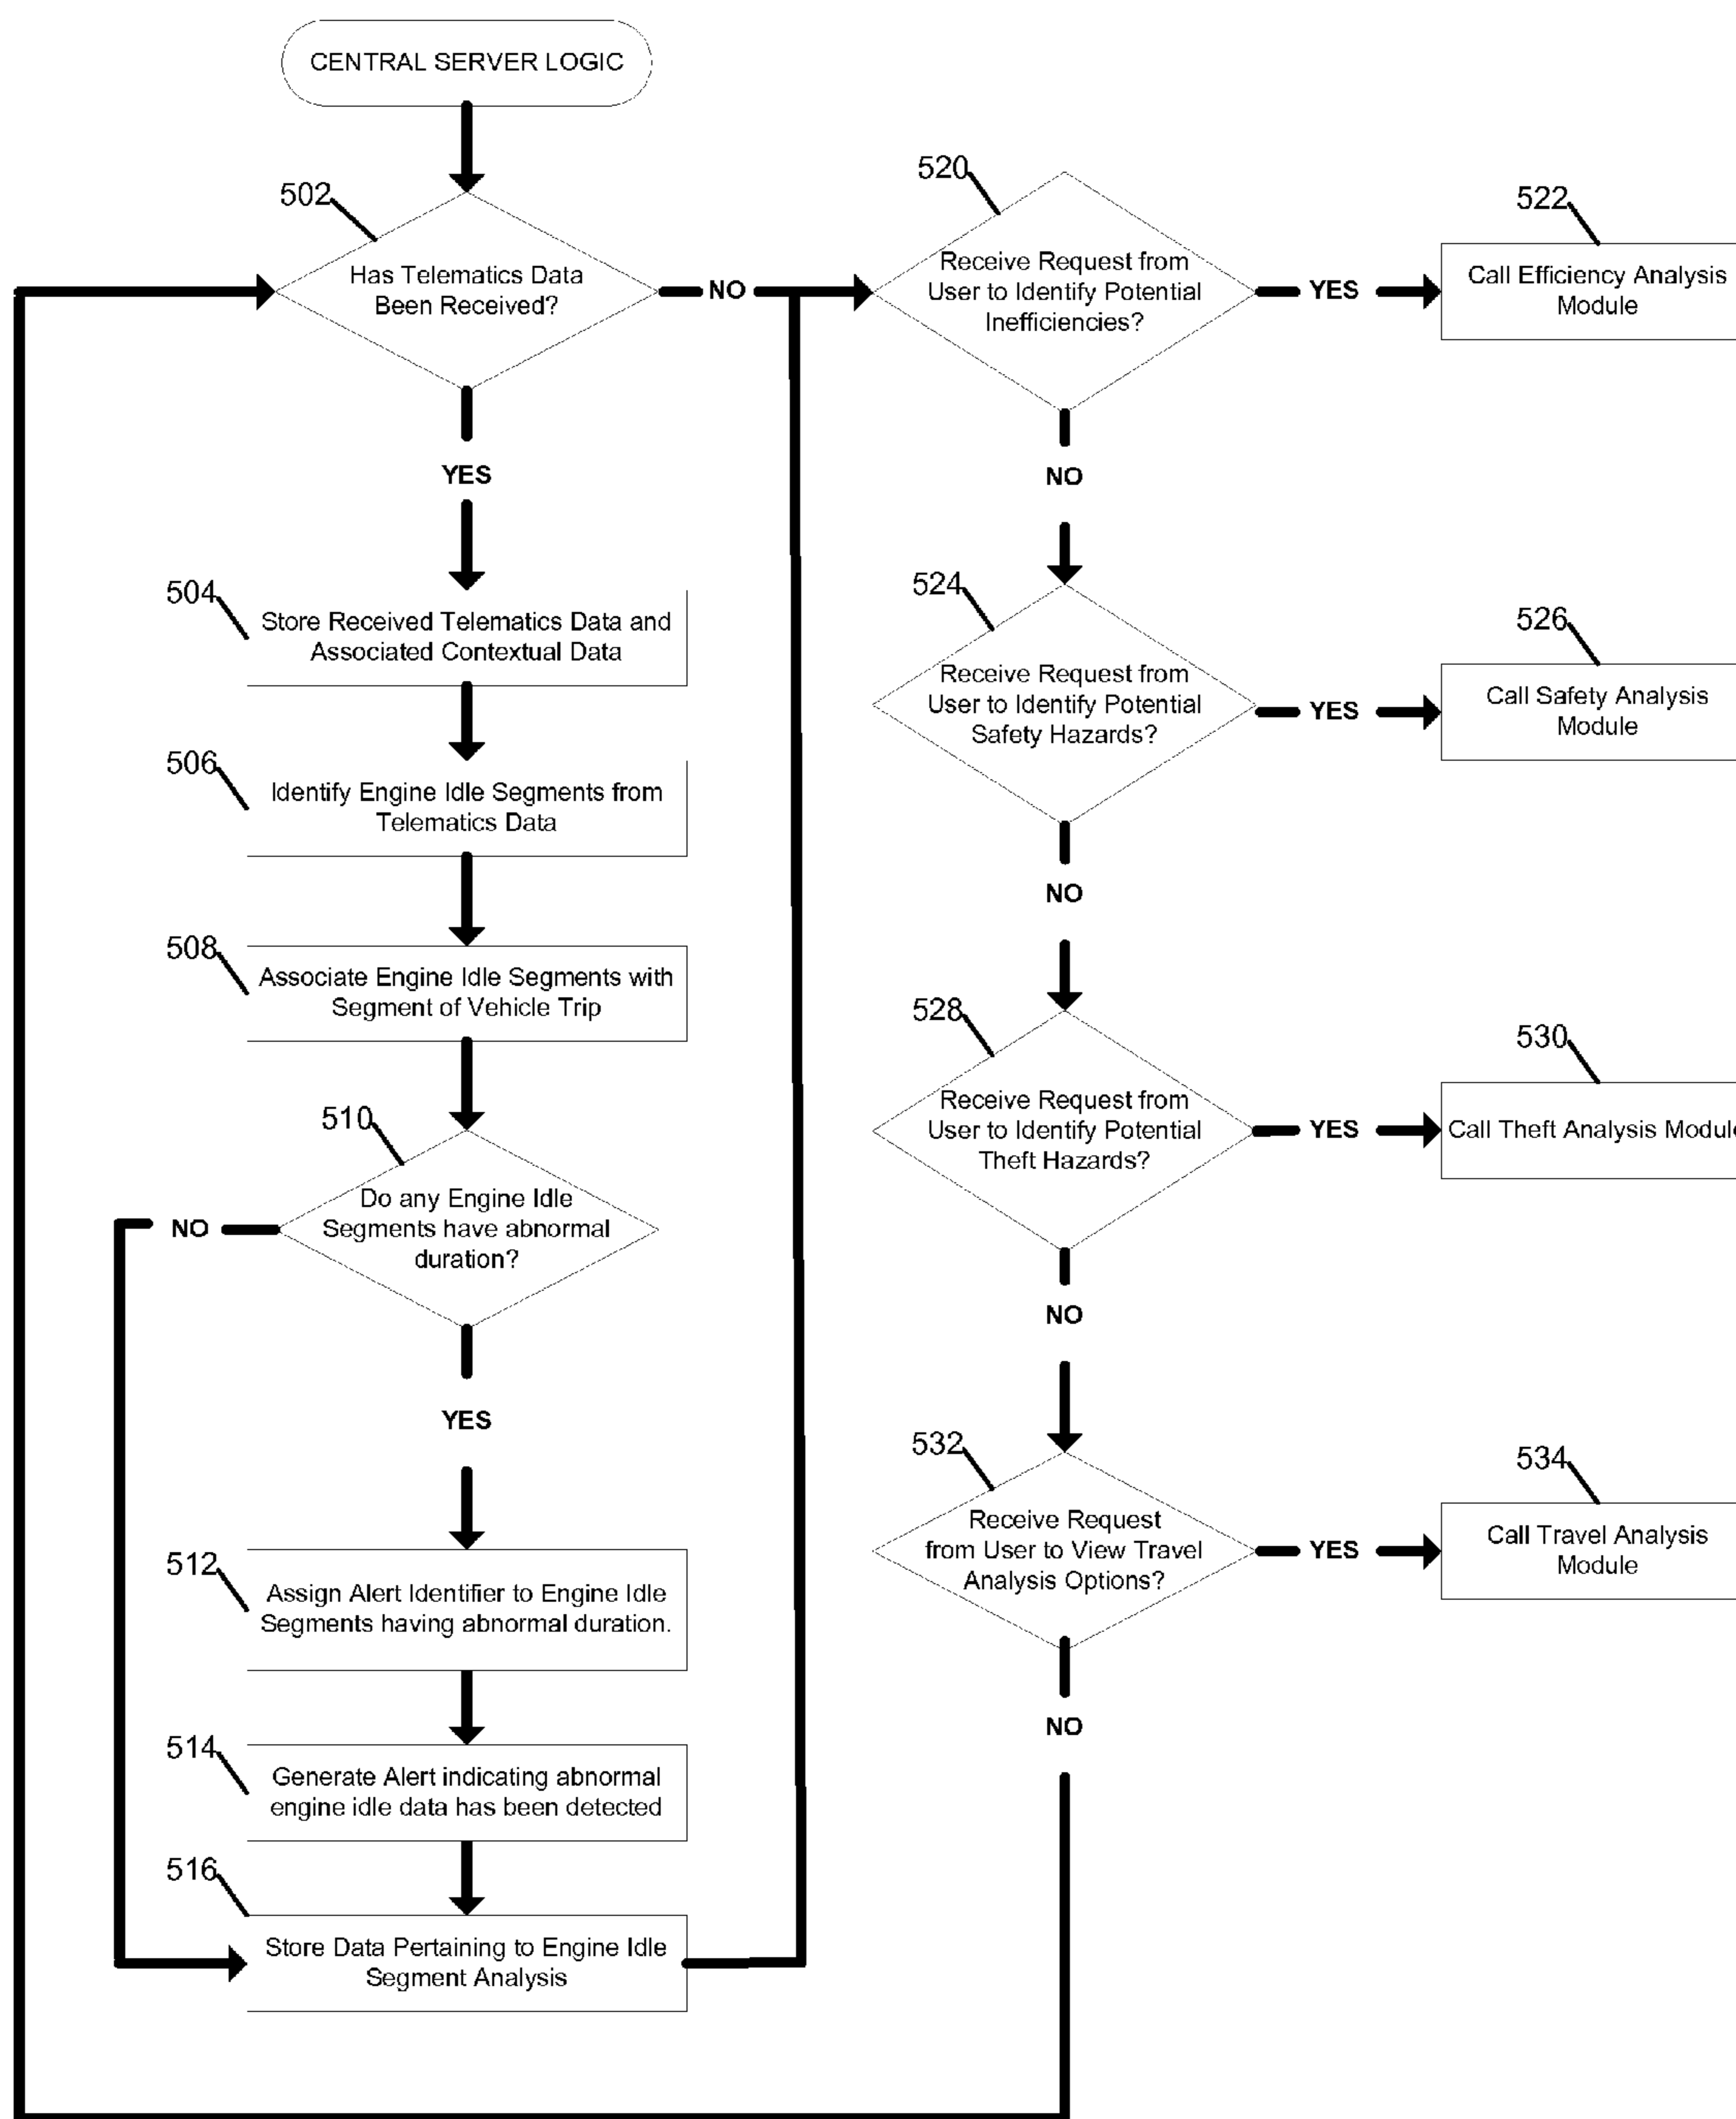 CENTRAL SERVER LOGIC
502
Has Telematics Data
Been Received?
NO
YES
504
Store Received Telematics Data and
Associated Contextual Data
506
Identify Engine Idle Segments from
Telematics Data
508
Associate Engine Idle Segments with
Segment of Vehicle Trip
510
Do any Engine Idle
Segments have abnormal
duration?
NO
YES
512
Assign Alert Identifier to Engine Idle
Segments having abnormal duration.
514
Generate Alert indicating abnormal
engine idle data has been detected
516
Store Data Pertaining to Engine Idle
Segment Analysis
520
Receive Request from
User to Identify Potential
Inefficiencies?
YES
522
Call Efficiency Analysis
Module
NO
524
Receive Request from
User to Identify Potential
Safety Hazards?
YES
526
Call Safety Analysis
Module
NO
528
Receive Request from
User to Identify Potential
Theft Hazards?
YES
530
Call Theft Analysis Module
NO
532
Receive Request
from User to View Travel
Analysis Options?
YES
534
Call Travel Analysis
Module
NO